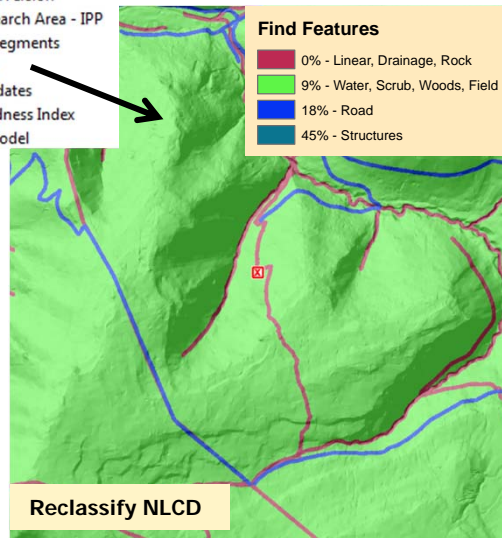 arch Area - IPP
egments
dates
dness Index
odel
Find Features
0% - Linear, Drainage, Rock
9% - Water, Scrub, Woods, Field
18% - Road
45% - Structures
Reclassify NLCD